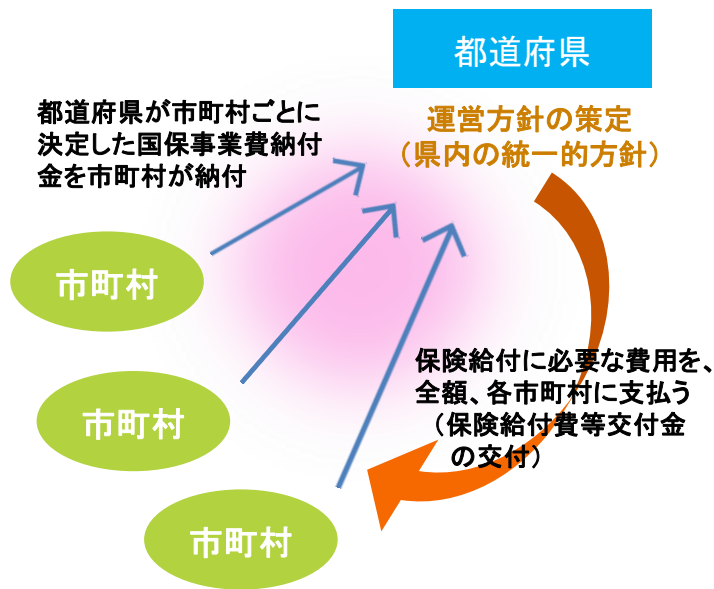 都道府県
運営方針の策定
（県内の統一的方針）
都道府県が市町村ごとに
決定した国保事業費納付
金を市町村が納付
市町村
市町村
市町村
保険給付に必要な費用を、
全額、各市町村に支払う
（保険給付費等交付金
の交付）